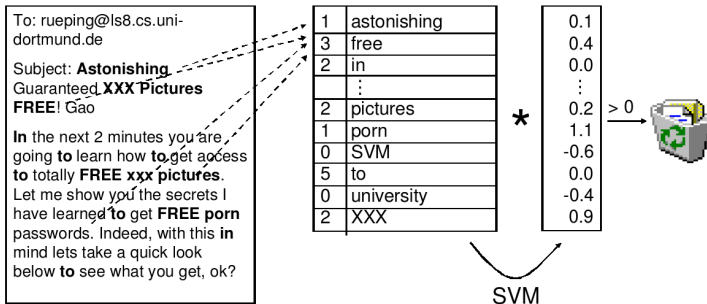 To: rueping@ls8.cs.uni-
dortmund.de
Subject: Astonishing
Guaranteed XXX Pictures
FREE! Gao
In the next 2 minutes you are
going to learn how to get access
to totally FREE xxx pictures.
Let me show you the secrets I
have learned to get FREE porn
passwords. Indeed, with this in
mind lets take a quick look
below to see what you get, ok?
1 astonishing
3 free
2 in
⋮
2 pictures
1 porn
0 SVM
5 to
0 university
2 XXX
*
0.1
0.4
0.0
⋮
0.2
1.1
-0.6
0.0
-0.4
0.9
> 0
SVM